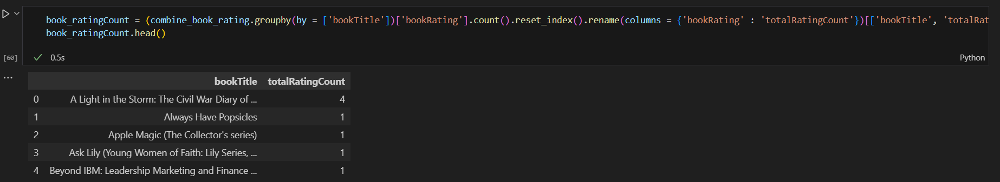 book_ratingCount = (combine_book_rating.groupby(by = ['bookTitle'])['bookRating'].count().reset_index().rename(columns = {'bookRating' : 'totalRatingCount'})[['bookTitle', 'totalRat
book_ratingCount.head()
[60] 0.5s Python
...
bookTitle totalRatingCount
0 A Light in the Storm: The Civil War Diary of ... 4
1 Always Have Popsicles 1
2 Apple Magic (The Collector's series) 1
3 Ask Lily (Young Women of Faith: Lily Series, ... 1
4 Beyond IBM: Leadership Marketing and Finance ... 1